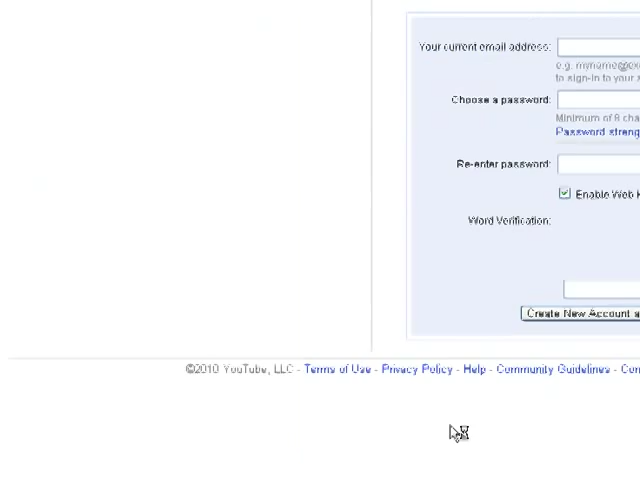 Your current email address:
e.g. myname@ex
to sign-in to your
Choose a password:
Minimum of 8 cha
Password streng
Re-enter password:
Enable Web H
Word Verification:
Create New Account a
©2010 YouTube, LLC - Terms of Use - Privacy Policy - Help - Community Guidelines - Con